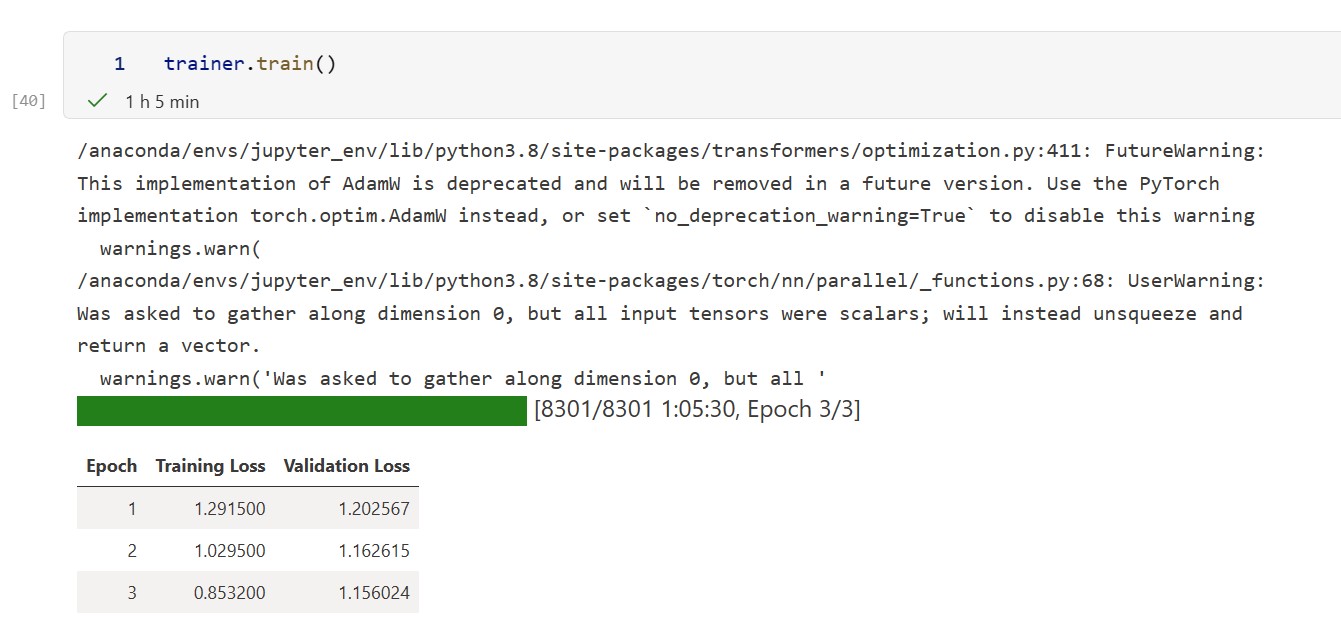 1 trainer.train()
[40] 1 h 5 min
/anaconda/envs/jupyter_env/lib/python3.8/site-packages/transformers/optimization.py:411: FutureWarning:
This implementation of AdamW is deprecated and will be removed in a future version. Use the PyTorch
implementation torch.optim.AdamW instead, or set `no_deprecation_warning=True` to disable this warning
  warnings.warn(
/anaconda/envs/jupyter_env/lib/python3.8/site-packages/torch/nn/parallel/_functions.py:68: UserWarning:
Was asked to gather along dimension 0, but all input tensors were scalars; will instead unsqueeze and
return a vector.
  warnings.warn('Was asked to gather along dimension 0, but all '
[8301/8301 1:05:30, Epoch 3/3]
Epoch Training Loss Validation Loss
1 1.291500 1.202567
2 1.029500 1.162615
3 0.853200 1.156024